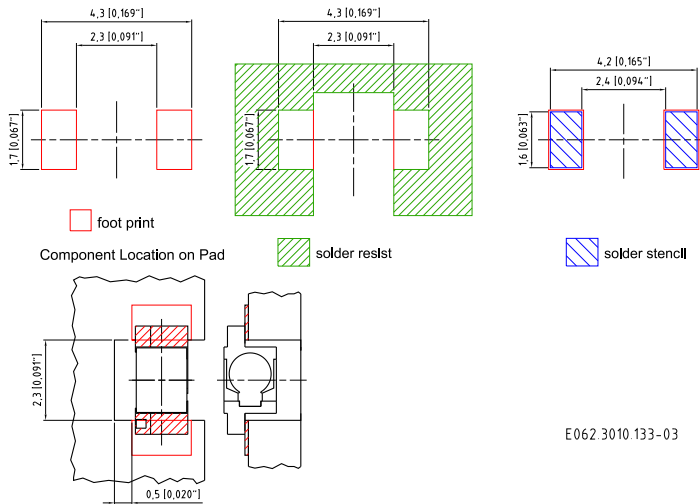 4,3 [0,169"]
2,3 [0,091"]
1,7 [0,067"]
4,3 [0,169"]
2,3 [0,091"]
1,7 [0,067"]
4,2 [0,165"]
2,4 [0,094"]
1,6 [0,063"]
foot print
Component Location on Pad
solder resist
solder stencil
2,3 [0,091"]
0,5 [0,020"]
E062.3010.133-03